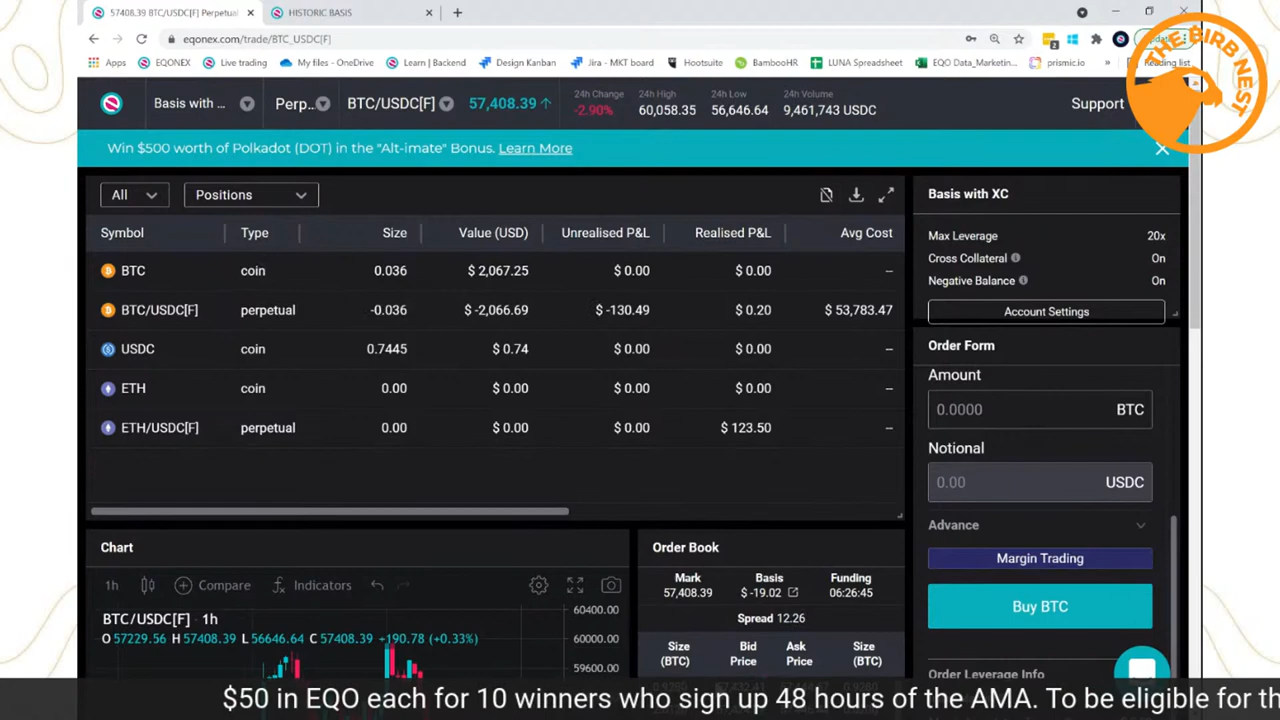 57408.39 BTC/USDC[F] Perpetual
HISTORIC BASIS
eqonex.com/trade/BTC_USDC[F]
Apps
EQONEX
Live trading
My files - OneDrive
Learn | Backend
Design Kanban
Jira - MKT board
Hootsuite
BambooHR
LUNA Spreadsheet
EQO Data_Marketin...
prismic.io
»
Reading list
THE BIRB NEST
Basis with ...
Perp...
BTC/USDC[F]
57,408.39↑
24h Change
-2.90%
24h High
60,058.35
24h Low
56,646.64
24h Volume
9,461,743 USDC
Support
Win $500 worth of Polkadot (DOT) in the "Alt-imate" Bonus. Learn More
All
Positions
Symbol Type Size Value (USD) Unrealised P&L Realised P&L Avg Cost
BTC coin 0.036 $ 2,067.25 $ 0.00 $ 0.00 --
BTC/USDC[F] perpetual -0.036 $ -2,066.69 $ -130.49 $ 0.20 $ 53,783.47
USDC coin 0.7445 $ 0.74 $ 0.00 $ 0.00 --
ETH coin 0.00 $ 0.00 $ 0.00 $ 0.00 --
ETH/USDC[F] perpetual 0.00 $ 0.00 $ 0.00 $ 123.50 --
Basis with XC
Max Leverage 20x
Cross Collateral On
Negative Balance On
Account Settings
Order Form
Amount
0.0000 BTC
Notional
0.00 USDC
Advance
Margin Trading
Buy BTC
Order Leverage Info
Chart
1h
Compare
Indicators
BTC/USDC[F] · 1h
O 57229.56 H 57408.39 L 56646.64 C 57408.39 +190.78 (+0.33%)
60400.00
60000.00
59600.00
Order Book
Mark
57,408.39
Basis
$ -19.02
Funding
06:26:45
Spread 12.26
Size (BTC)
Bid Price
Ask Price
Size (BTC)
$50 in EQO each for 10 winners who sign up 48 hours of the AMA. To be eligible for th